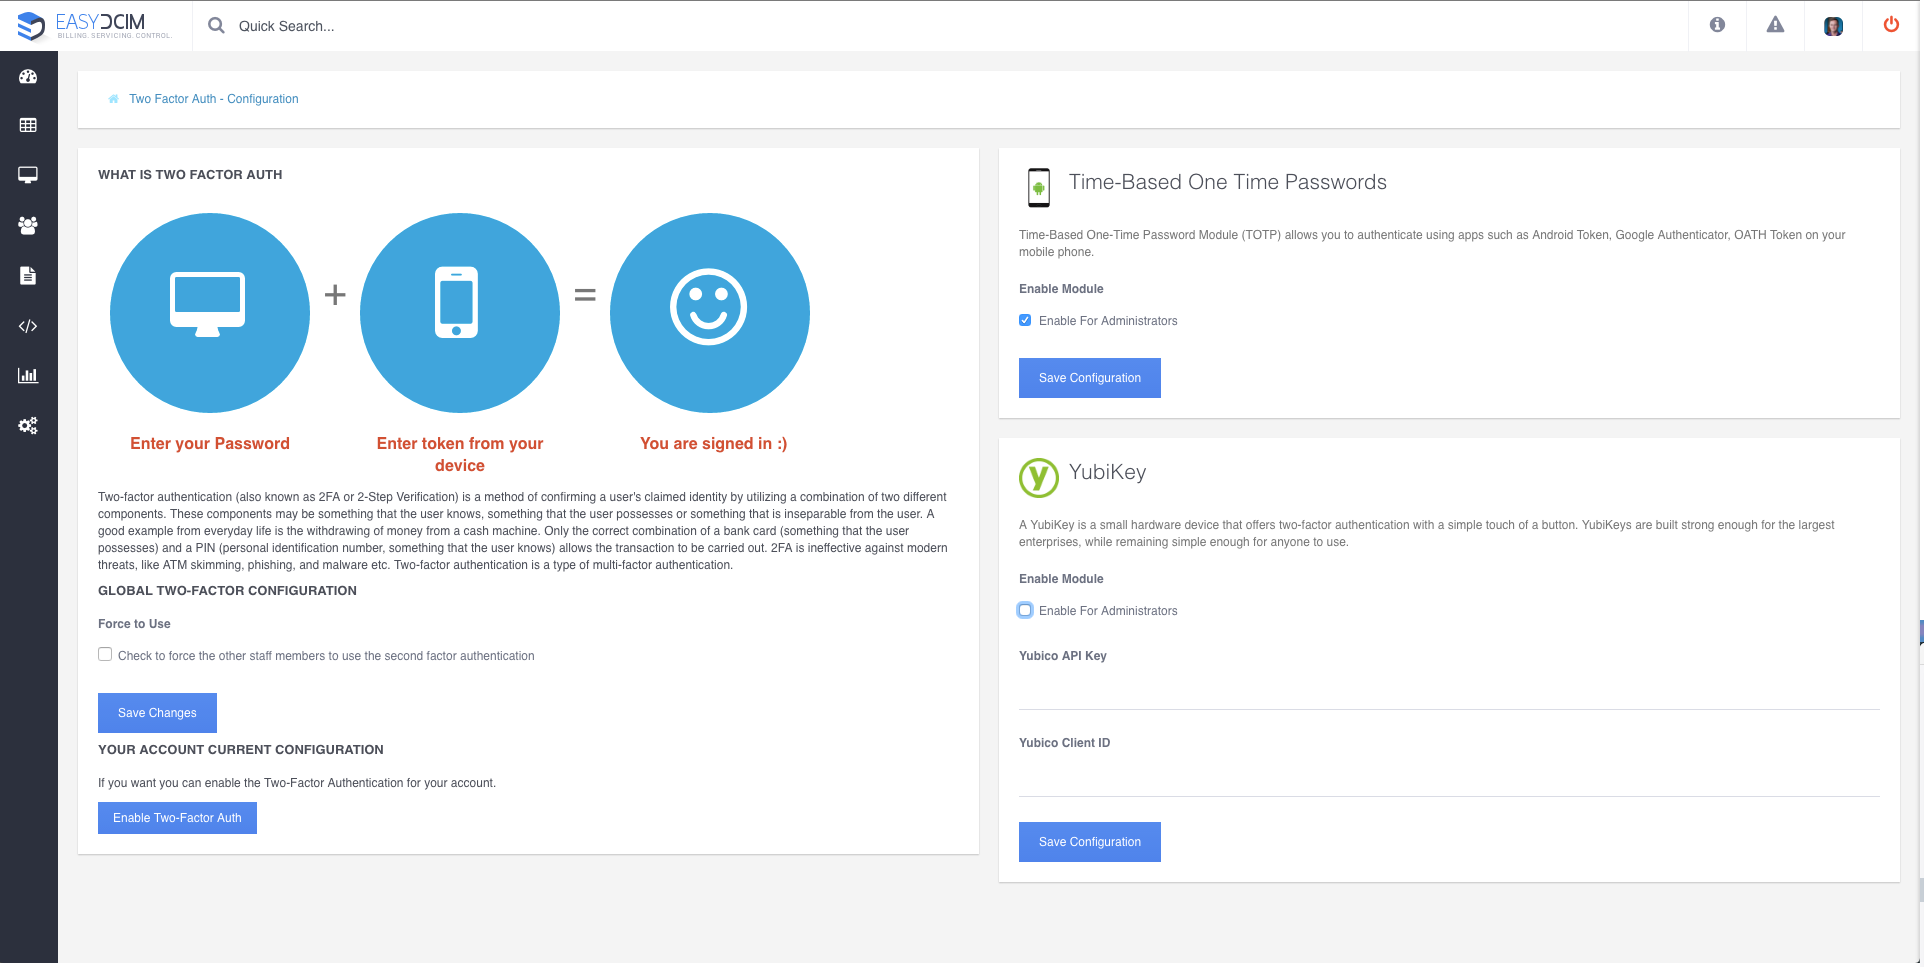 EASYDCIM
BILLING. SERVICING. CONTROL.
Quick Search...
Two Factor Auth - Configuration
WHAT IS TWO FACTOR AUTH
+
=
Enter your Password
Enter token from your
device
You are signed in :)
Two-factor authentication (also known as 2FA or 2-Step Verification) is a method of confirming a user's claimed identity by utilizing a combination of two different
components. These components may be something that the user knows, something that the user possesses or something that is inseparable from the user. A
good example from everyday life is the withdrawing of money from a cash machine. Only the correct combination of a bank card (something that the user
possesses) and a PIN (personal identification number, something that the user knows) allows the transaction to be carried out. 2FA is ineffective against modern
threats, like ATM skimming, phishing, and malware etc. Two-factor authentication is a type of multi-factor authentication.
GLOBAL TWO-FACTOR CONFIGURATION
Force to Use
Check to force the other staff members to use the second factor authentication
Save Changes
YOUR ACCOUNT CURRENT CONFIGURATION
If you want you can enable the Two-Factor Authentication for your account.
Enable Two-Factor Auth
Time-Based One Time Passwords
Time-Based One-Time Password Module (TOTP) allows you to authenticate using apps such as Android Token, Google Authenticator, OATH Token on your
mobile phone.
Enable Module
Enable For Administrators
Save Configuration
y
YubiKey
A YubiKey is a small hardware device that offers two-factor authentication with a simple touch of a button. YubiKeys are built strong enough for the largest
enterprises, while remaining simple enough for anyone to use.
Enable Module
Enable For Administrators
Yubico API Key
Yubico Client ID
Save Configuration